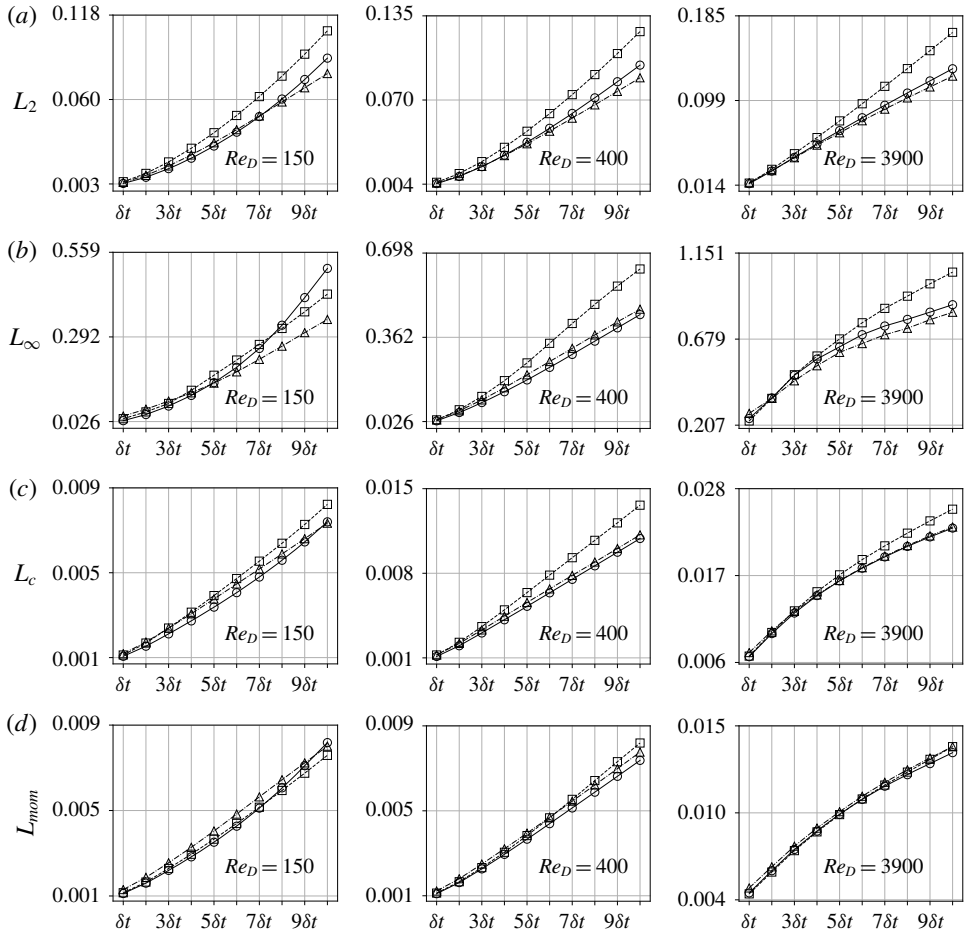 (a)
L2
0.118
0.060
0.003
ReD = 150
δt 3δt 5δt 7δt 9δt
0.135
0.070
0.004
ReD = 400
δt 3δt 5δt 7δt 9δt
0.185
0.099
0.014
ReD = 3900
δt 3δt 5δt 7δt 9δt
(b)
L∞
0.559
0.292
0.026
ReD = 150
δt 3δt 5δt 7δt 9δt
0.698
0.362
0.026
ReD = 400
δt 3δt 5δt 7δt 9δt
1.151
0.679
0.207
ReD = 3900
δt 3δt 5δt 7δt 9δt
(c)
Lc
0.009
0.005
0.001
ReD = 150
δt 3δt 5δt 7δt 9δt
0.015
0.008
0.001
ReD = 400
δt 3δt 5δt 7δt 9δt
0.028
0.017
0.006
ReD = 3900
δt 3δt 5δt 7δt 9δt
(d)
Lmom
0.009
0.005
0.001
ReD = 150
δt 3δt 5δt 7δt 9δt
0.009
0.005
0.001
ReD = 400
δt 3δt 5δt 7δt 9δt
0.015
0.010
0.004
ReD = 3900
δt 3δt 5δt 7δt 9δt